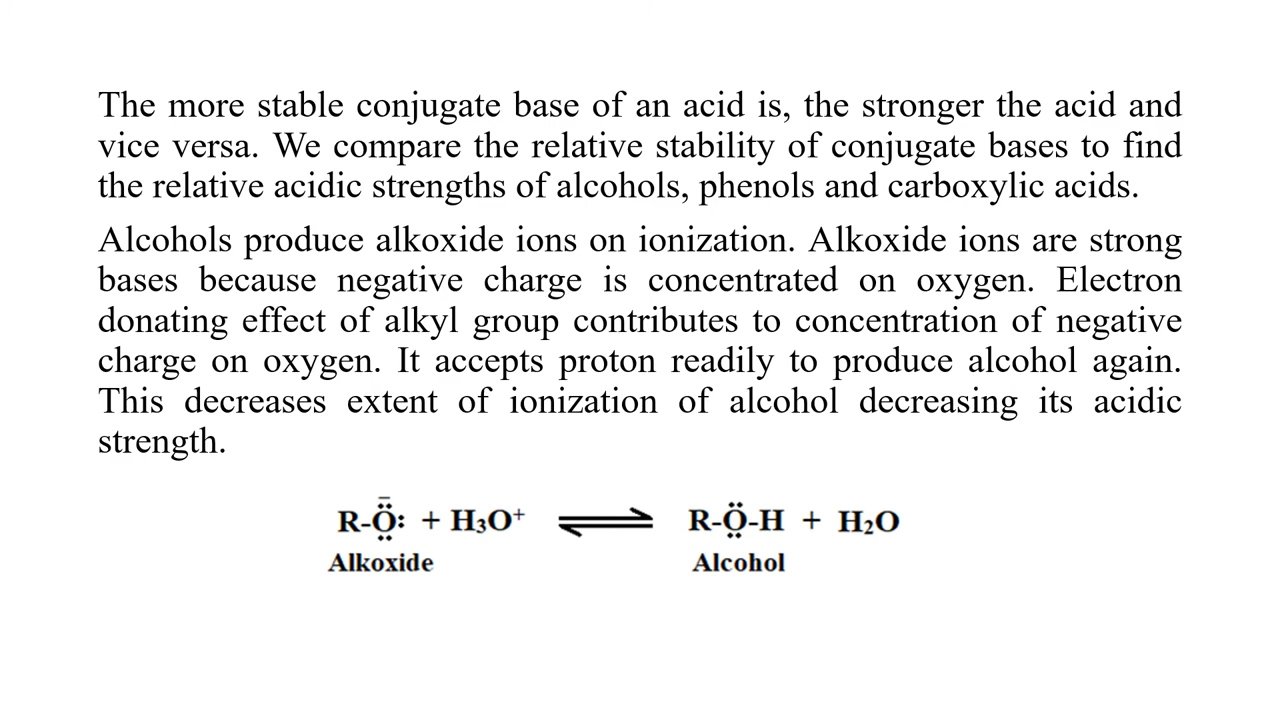 The more stable conjugate base of an acid is, the stronger the acid and
vice versa. We compare the relative stability of conjugate bases to find
the relative acidic strengths of alcohols, phenols and carboxylic acids.
Alcohols produce alkoxide ions on ionization. Alkoxide ions are strong
bases because negative charge is concentrated on oxygen. Electron
donating effect of alkyl group contributes to concentration of negative
charge on oxygen. It accepts proton readily to produce alcohol again.
This decreases extent of ionization of alcohol decreasing its acidic
strength.
R-Ö:⁻ + H₃O⁺ ⇌ R-Ö-H + H₂O
Alkoxide Alcohol